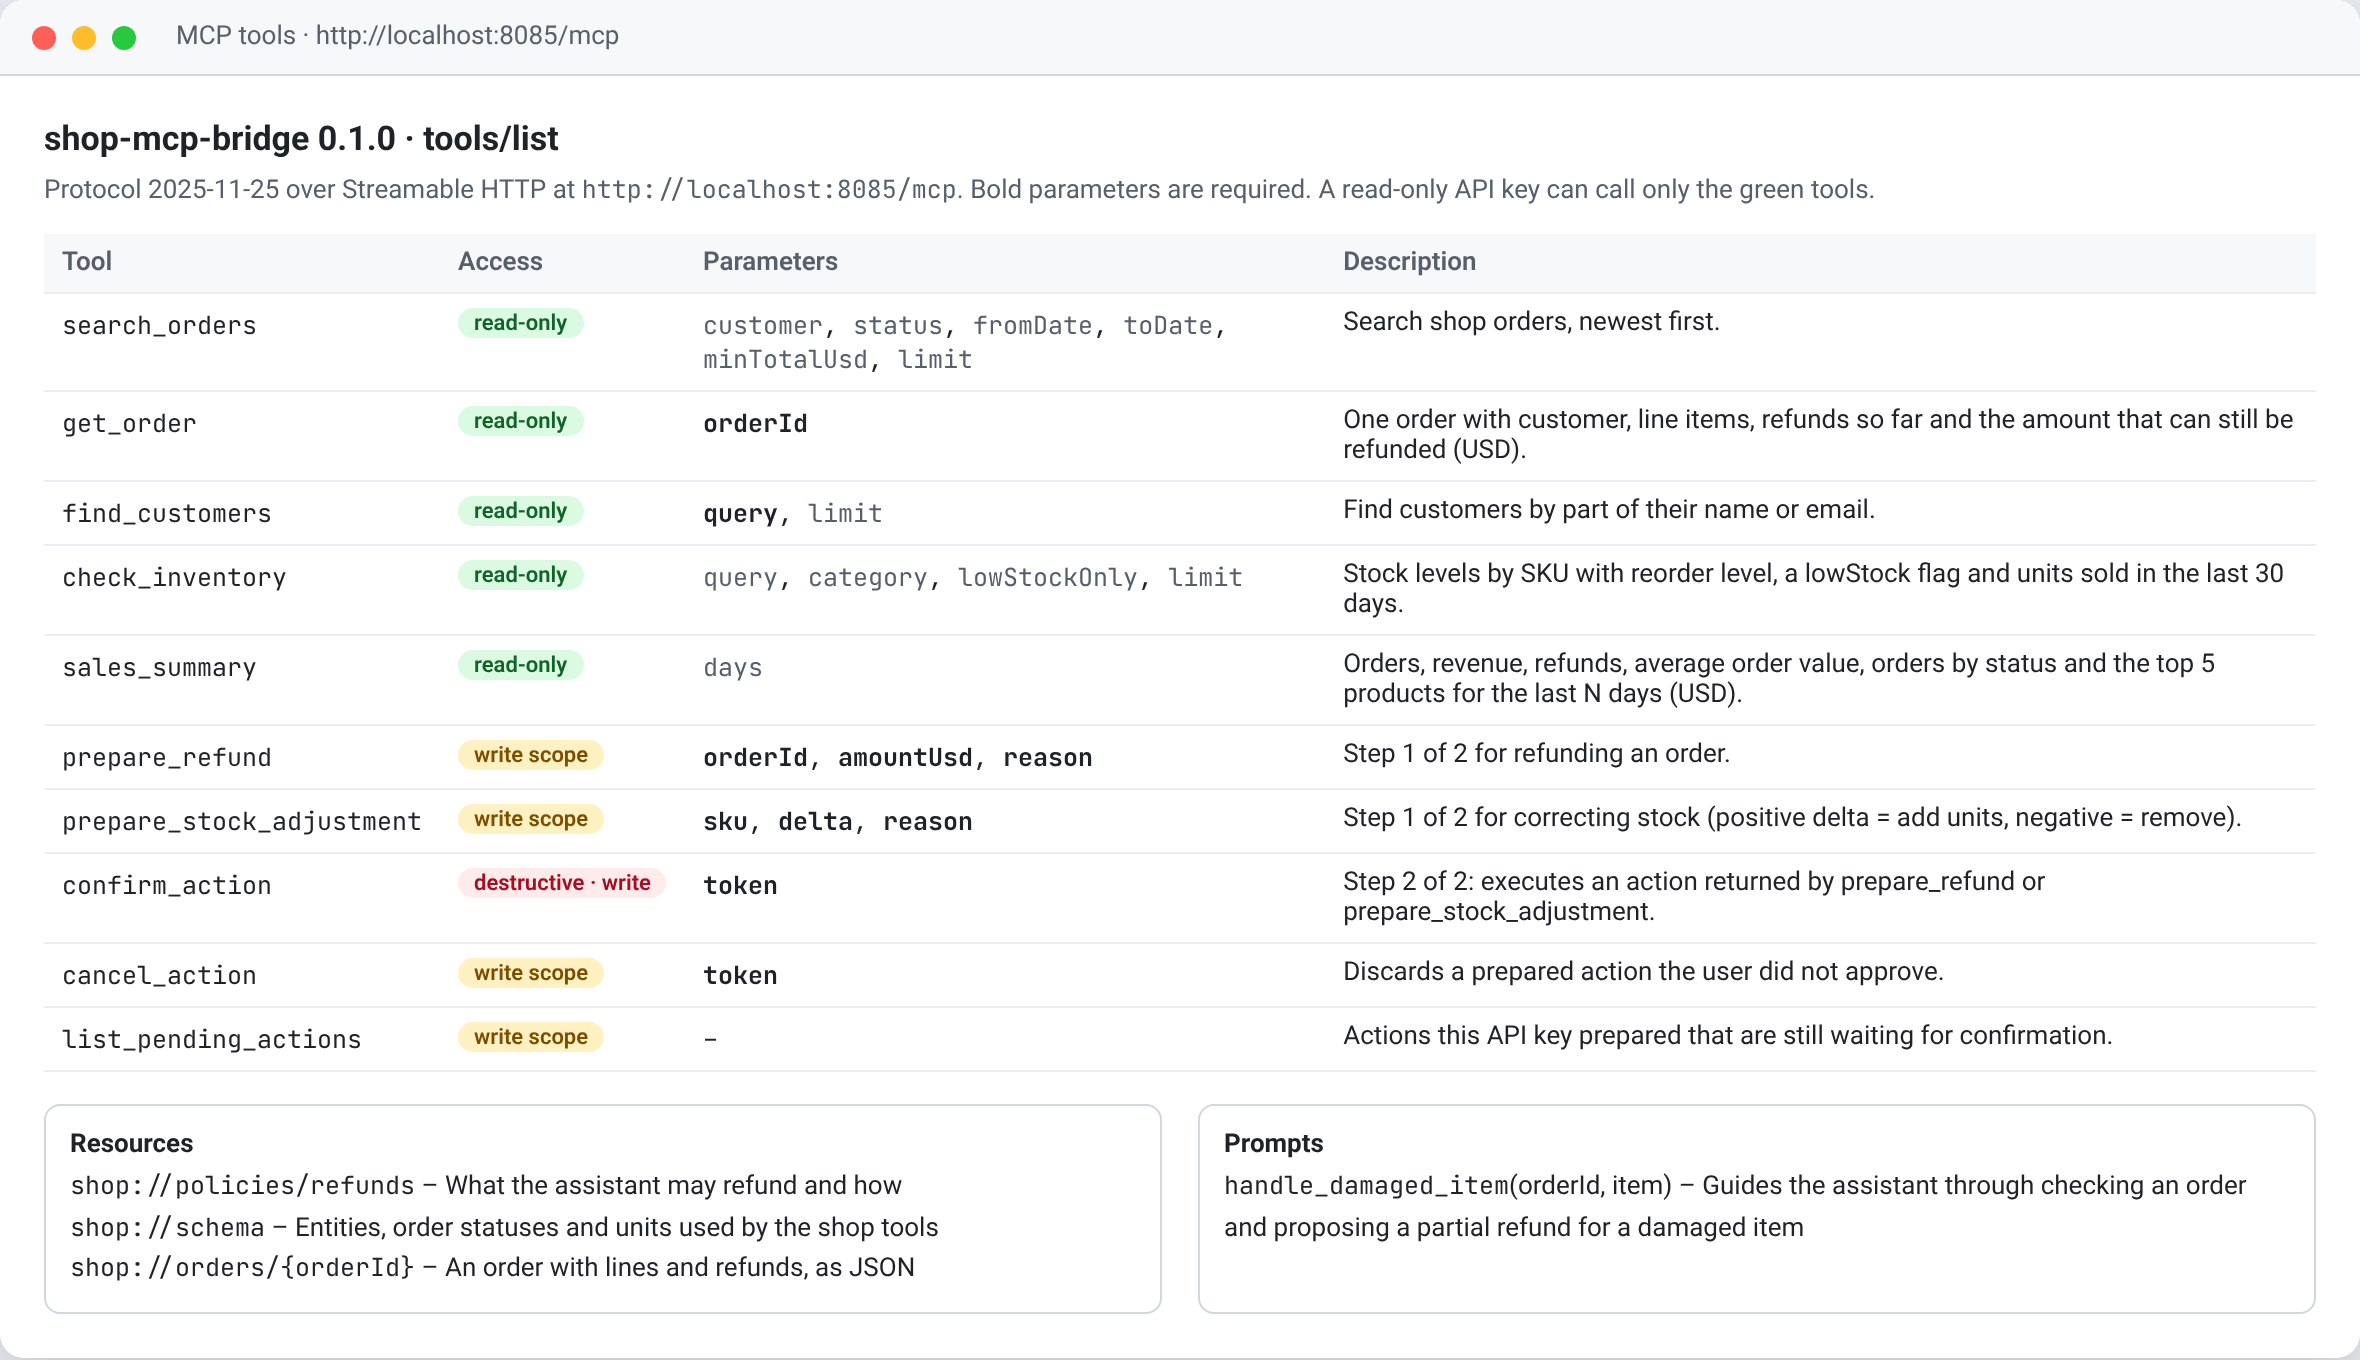 MCP tools · http://localhost:8085/mcp
shop-mcp-bridge 0.1.0 · tools/list
Protocol 2025-11-25 over Streamable HTTP at http://localhost:8085/mcp. Bold parameters are required. A read-only API key can call only the green tools.
Tool Access Parameters Description
search_orders read-only customer, status, fromDate, toDate, Search shop orders, newest first.
minTotalUsd, limit
get_order read-only orderId One order with customer, line items, refunds so far and the amount that can still be
refunded (USD).
find_customers read-only query, limit Find customers by part of their name or email.
check_inventory read-only query, category, lowStockOnly, limit Stock levels by SKU with reorder level, a lowStock flag and units sold in the last 30
days.
sales_summary read-only days Orders, revenue, refunds, average order value, orders by status and the top 5
products for the last N days (USD).
prepare_refund write scope orderId, amountUsd, reason Step 1 of 2 for refunding an order.
prepare_stock_adjustment write scope sku, delta, reason Step 1 of 2 for correcting stock (positive delta = add units, negative = remove).
confirm_action destructive · write token Step 2 of 2: executes an action returned by prepare_refund or
prepare_stock_adjustment.
cancel_action write scope token Discards a prepared action the user did not approve.
list_pending_actions write scope – Actions this API key prepared that are still waiting for confirmation.
Resources
shop://policies/refunds – What the assistant may refund and how
shop://schema – Entities, order statuses and units used by the shop tools
shop://orders/{orderId} – An order with lines and refunds, as JSON
Prompts
handle_damaged_item(orderId, item) – Guides the assistant through checking an order
and proposing a partial refund for a damaged item